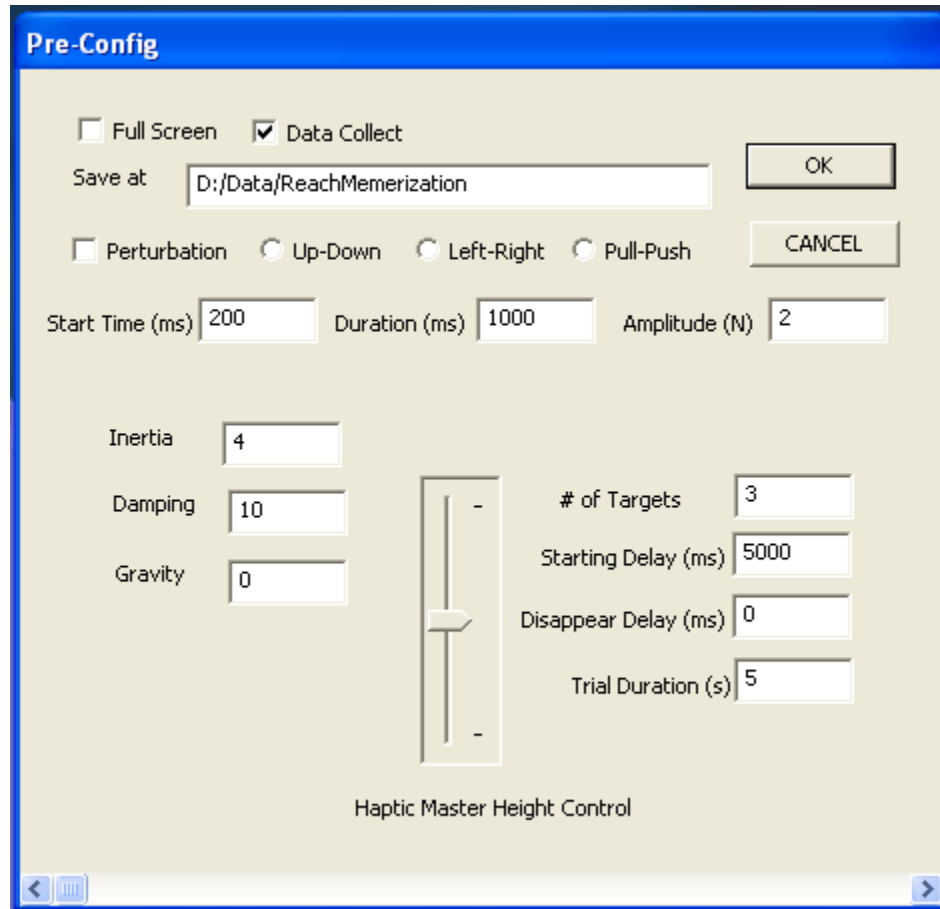 Pre-Config
Full Screen Data Collect
Save at D:/Data/ReachMemerization OK
Perturbation Up-Down Left-Right Pull-Push CANCEL
Start Time (ms) 200 Duration (ms) 1000 Amplitude (N) 2
Inertia 4
Damping 10
Gravity 0
# of Targets 3
Starting Delay (ms) 5000
Disappear Delay (ms) 0
Trial Duration (s) 5
Haptic Master Height Control